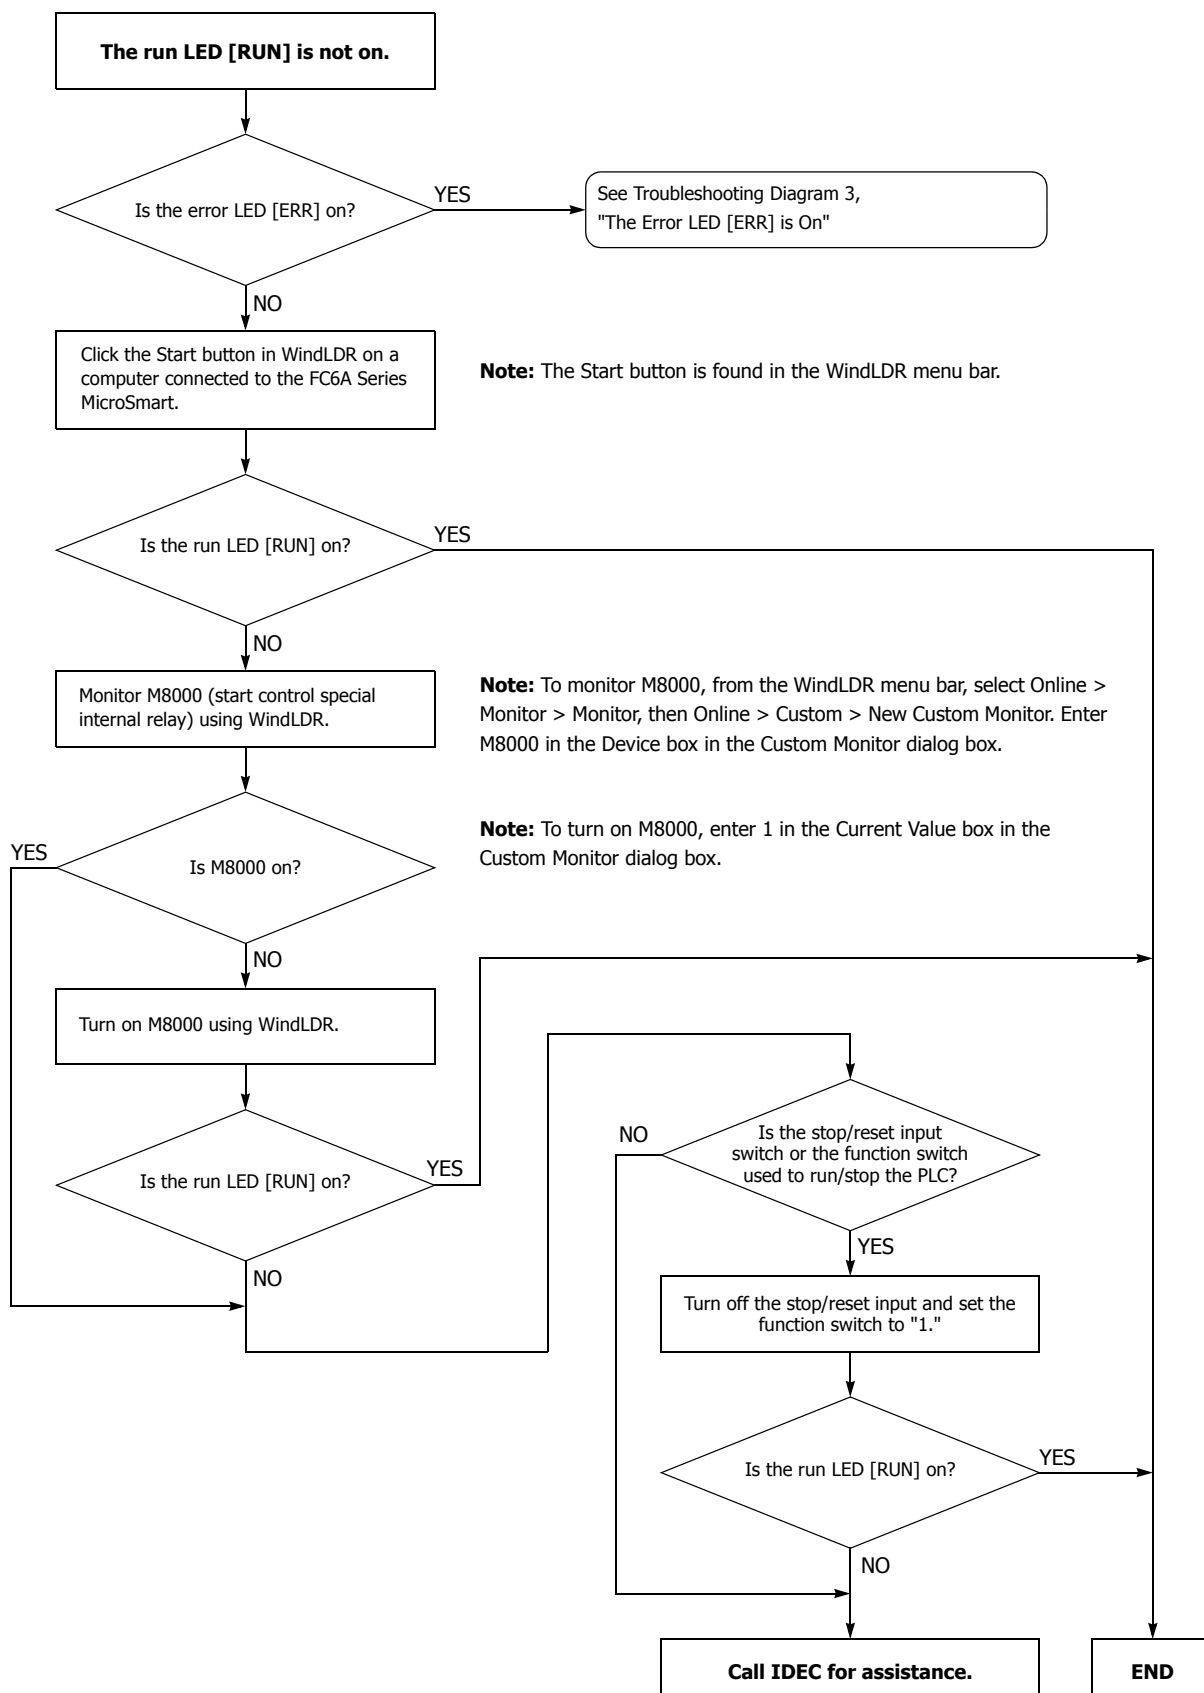 The run LED [RUN] is not on.
Is the error LED [ERR] on?
YES
See Troubleshooting Diagram 3,
"The Error LED [ERR] is On"
NO
Click the Start button in WindLDR on a
computer connected to the FC6A Series
MicroSmart.
Note: The Start button is found in the WindLDR menu bar.
Is the run LED [RUN] on?
YES
NO
Monitor M8000 (start control special
internal relay) using WindLDR.
Note: To monitor M8000, from the WindLDR menu bar, select Online >
Monitor > Monitor, then Online > Custom > New Custom Monitor. Enter
M8000 in the Device box in the Custom Monitor dialog box.
Note: To turn on M8000, enter 1 in the Current Value box in the
Custom Monitor dialog box.
YES
Is M8000 on?
NO
Turn on M8000 using WindLDR.
Is the run LED [RUN] on?
YES
NO
NO
Is the stop/reset input
switch or the function switch
used to run/stop the PLC?
YES
Turn off the stop/reset input and set the
function switch to "1."
Is the run LED [RUN] on?
YES
NO
Call IDEC for assistance.
END